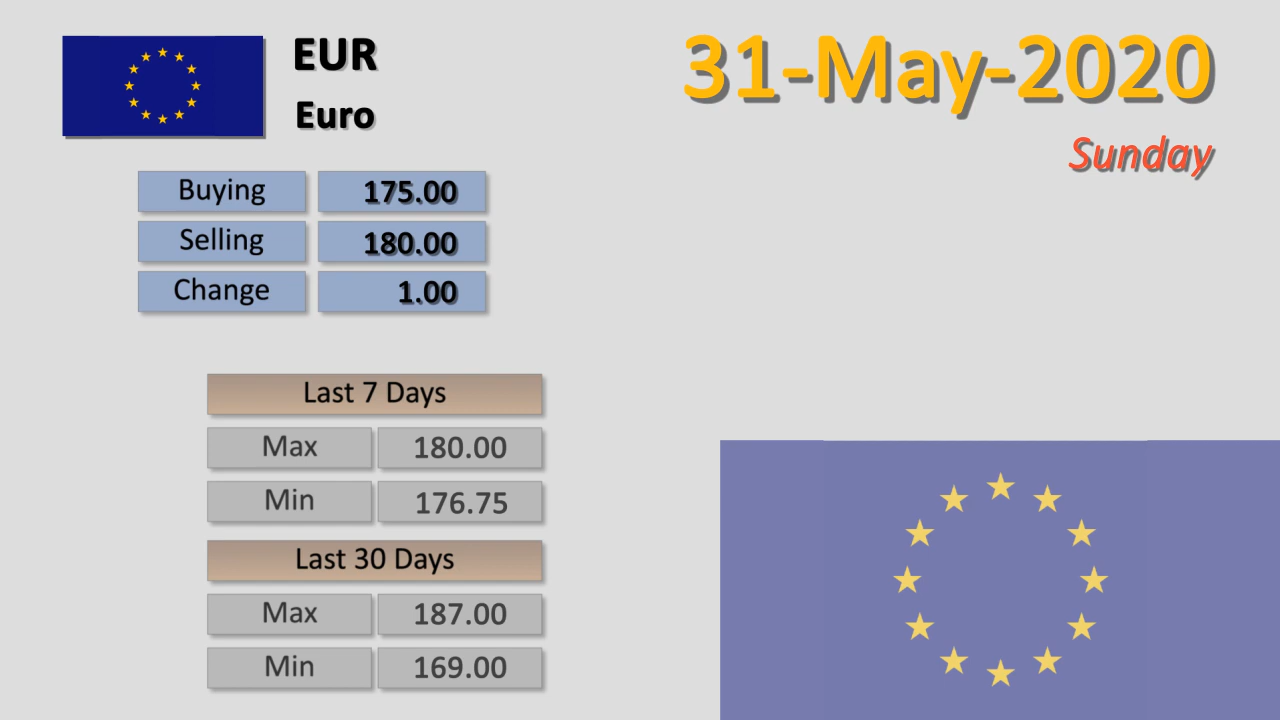 EUR
Euro
31-May-2020
Sunday
Buying 175.00
Selling 180.00
Change 1.00
Last 7 Days
Max 180.00
Min 176.75
Last 30 Days
Max 187.00
Min 169.00